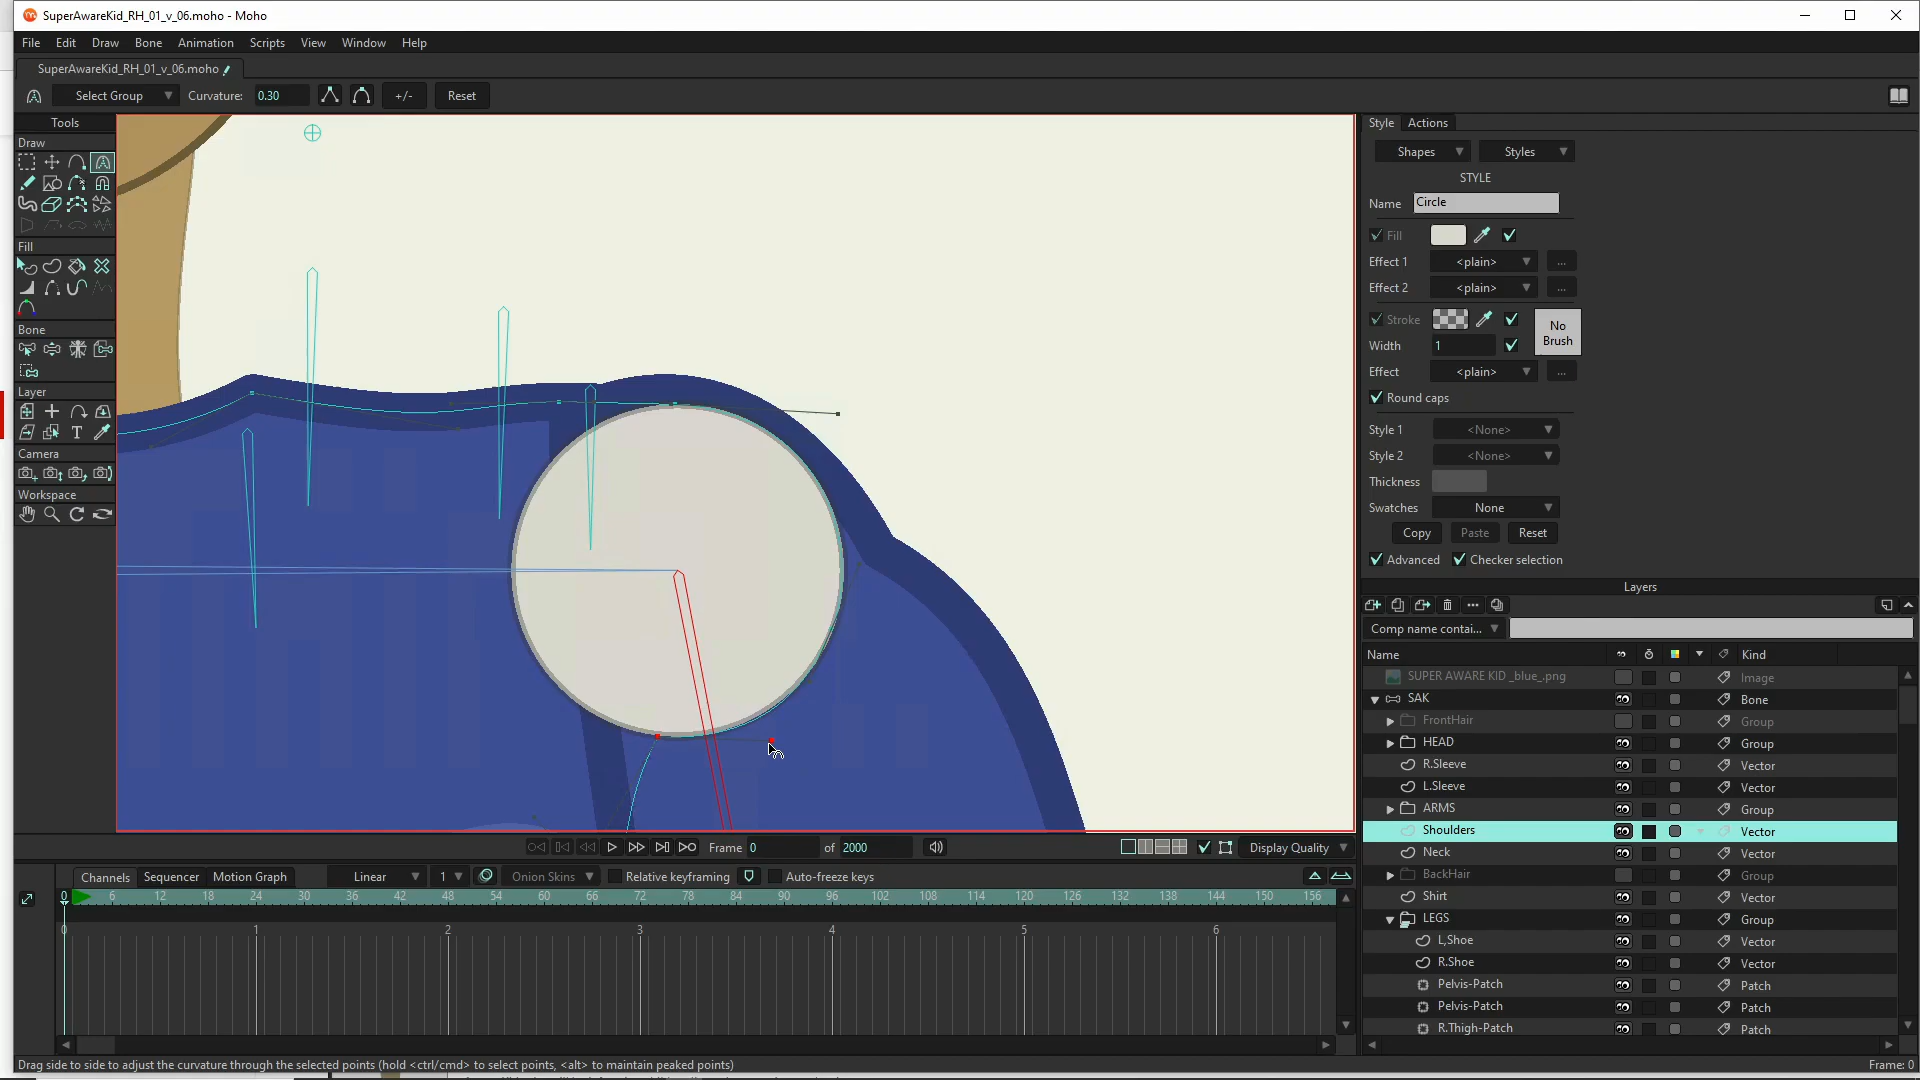 SuperAwareKid_RH_01_v_06.moho - Moho
File Edit Draw Bone Animation Scripts View Window Help
SuperAwareKid_RH_01_v_06.moho
Select Group Curvature: 0.30 +/- Reset
Tools
Draw
Fill
Bone
Layer
Camera
Workspace
Style Actions
Shapes Styles
STYLE
Name Circle
Fill
Effect 1 <plain> ...
Effect 2 <plain> ...
Stroke
No Brush
Width 1
Effect <plain> ...
Round caps
Style 1 <None>
Style 2 <None>
Thickness
Swatches None
Copy Paste Reset
Advanced Checker selection
Layers
Comp name contai...
Name Kind
SUPER AWARE KID _blue_.png Image
SAK Bone
FrontHair Group
HEAD Group
R.Sleeve Vector
L.Sleeve Vector
ARMS Group
Shoulders Vector
Neck Vector
BackHair Group
Shirt Vector
LEGS Group
L,Shoe Vector
R.Shoe Vector
Pelvis-Patch Patch
Pelvis-Patch Patch
R.Thigh-Patch Patch
Frame 0 of 2000 Display Quality
Channels Sequencer Motion Graph Linear 1 Onion Skins Relative keyframing Auto-freeze keys
0 6 12 18 24 30 36 42 48 54 60 66 72 78 84 90 96 102 108 114 120 126 132 138 144 150 156
0 1 2 3 4 5 6
Drag side to side to adjust the curvature through the selected points (hold <ctrl/cmd> to select points, <alt> to maintain peaked points) Frame: 0